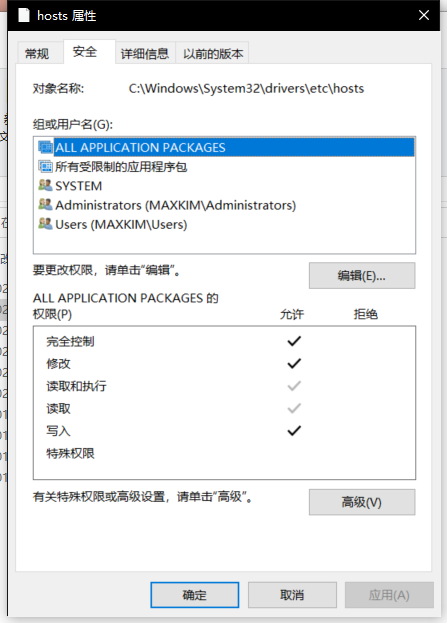 hosts 属性
常规
安全
详细信息
以前的版本
对象名称: C:\Windows\System32\drivers\etc\hosts
组或用户名(G):
ALL APPLICATION PACKAGES
所有受限制的应用程序包
SYSTEM
Administrators (MAXKIM\Administrators)
Users (MAXKIM\Users)
要更改权限，请单击“编辑”。
编辑(E)...
ALL APPLICATION PACKAGES 的
权限(P) 允许 拒绝
完全控制
修改
读取和执行
读取
写入
特殊权限
有关特殊权限或高级设置，请单击“高级”。
高级(V)
确定
取消
应用(A)